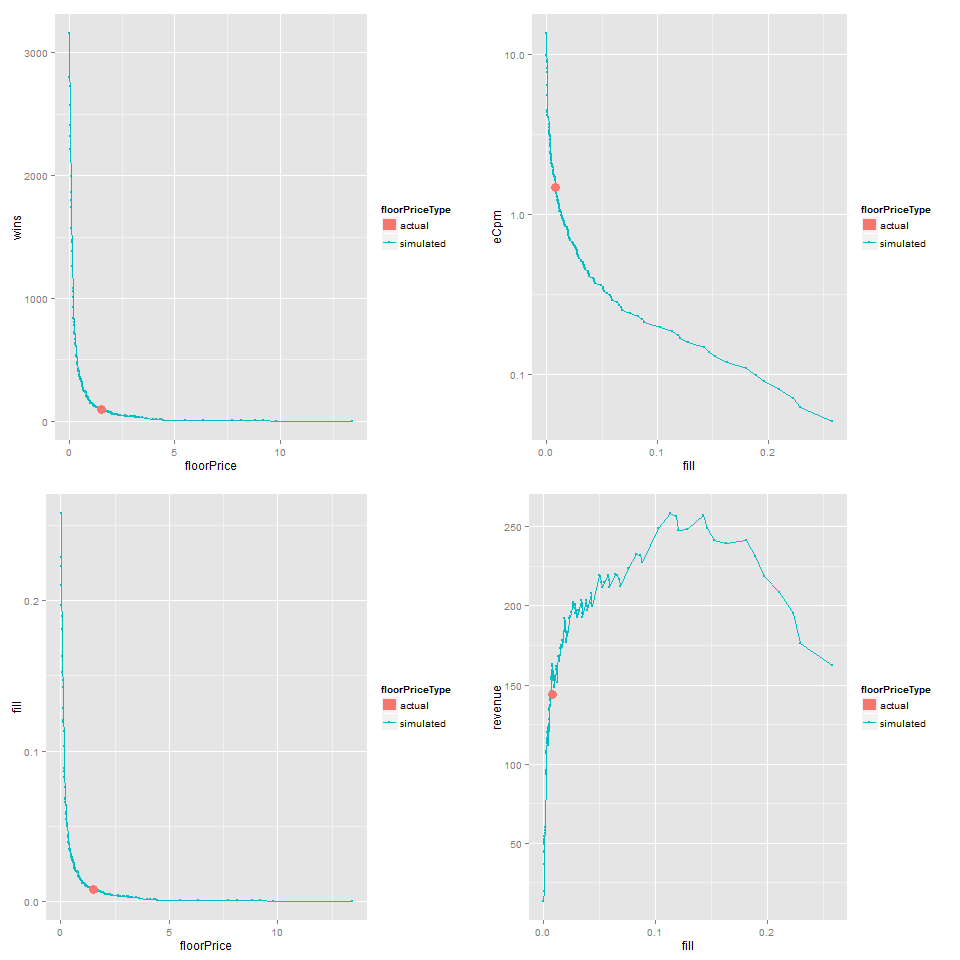 3000
2000
1000
0
wins
0
5
10
floorPrice
floorPriceType
actual
simulated
10.0
1.0
0.1
eCpm
0.0
0.1
0.2
fill
floorPriceType
actual
simulated
0.2
0.1
0.0
fill
0
5
10
floorPrice
floorPriceType
actual
simulated
250
200
150
100
50
revenue
0.0
0.1
0.2
fill
floorPriceType
actual
simulated